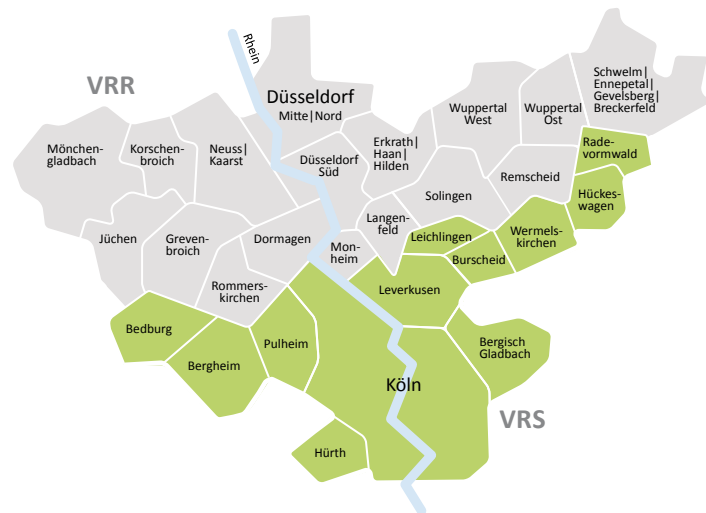 Rhein
VRR
Düsseldorf
Mitte|Nord
Schwelm|
Ennepetal|
Gevelsberg|
Breckerfeld
Wuppertal
West
Wuppertal
Ost
Mönchen-
gladbach
Korschen-
broich
Neuss|
Kaarst
Düsseldorf
Süd
Erkrath|
Haan|
Hilden
Rade-
vormwald
Solingen
Remscheid
Hückes-
wagen
Jüchen
Greven-
broich
Dormagen
Langen-
feld
Mon-
heim
Leichlingen
Wermels-
kirchen
Burscheid
Rommers-
kirchen
Leverkusen
Bedburg
Bergheim
Pulheim
Bergisch
Gladbach
Köln
VRS
Hürth